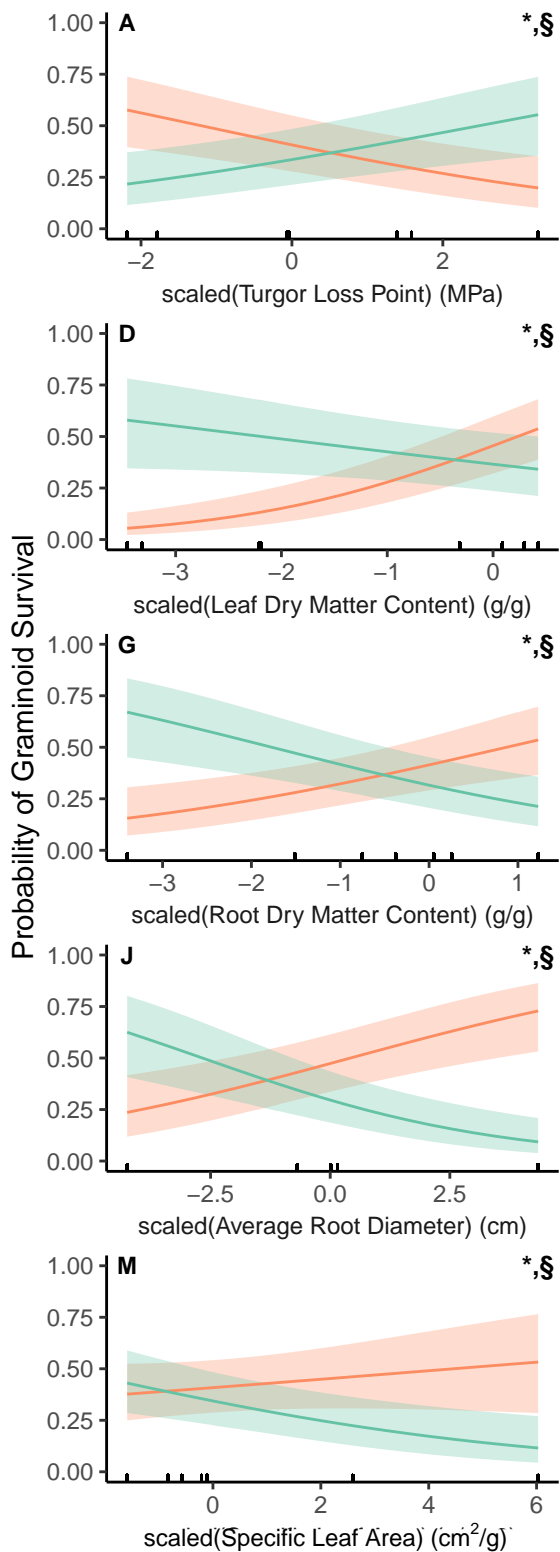 Probability of Graminoid Survival
A *,§
1.00
0.75
0.50
0.25
0.00
−2 0 2
scaled(Turgor Loss Point) (MPa)
D *,§
1.00
0.75
0.50
0.25
0.00
−3 −2 −1 0
scaled(Leaf Dry Matter Content) (g/g)
G *,§
1.00
0.75
0.50
0.25
0.00
−3 −2 −1 0 1
scaled(Root Dry Matter Content) (g/g)
J *,§
1.00
0.75
0.50
0.25
0.00
−2.5 0.0 2.5
scaled(Average Root Diameter) (cm)
M *,§
1.00
0.75
0.50
0.25
0.00
0 2 4 6
scaled(Specific Leaf Area) (cm²/g)